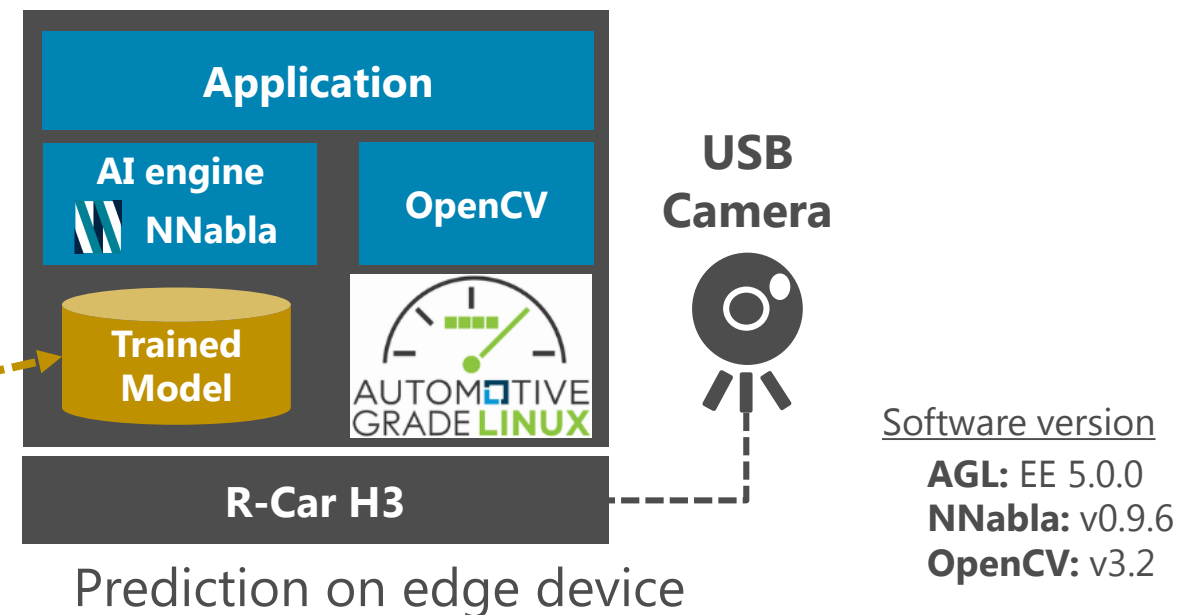 Application
AI engine
NNabla
OpenCV
Trained
Model
AUTOMOTIVE
GRADE LINUX
R-Car H3
USB
Camera
Software version
AGL: EE 5.0.0
NNabla: v0.9.6
OpenCV: v3.2
Prediction on edge device